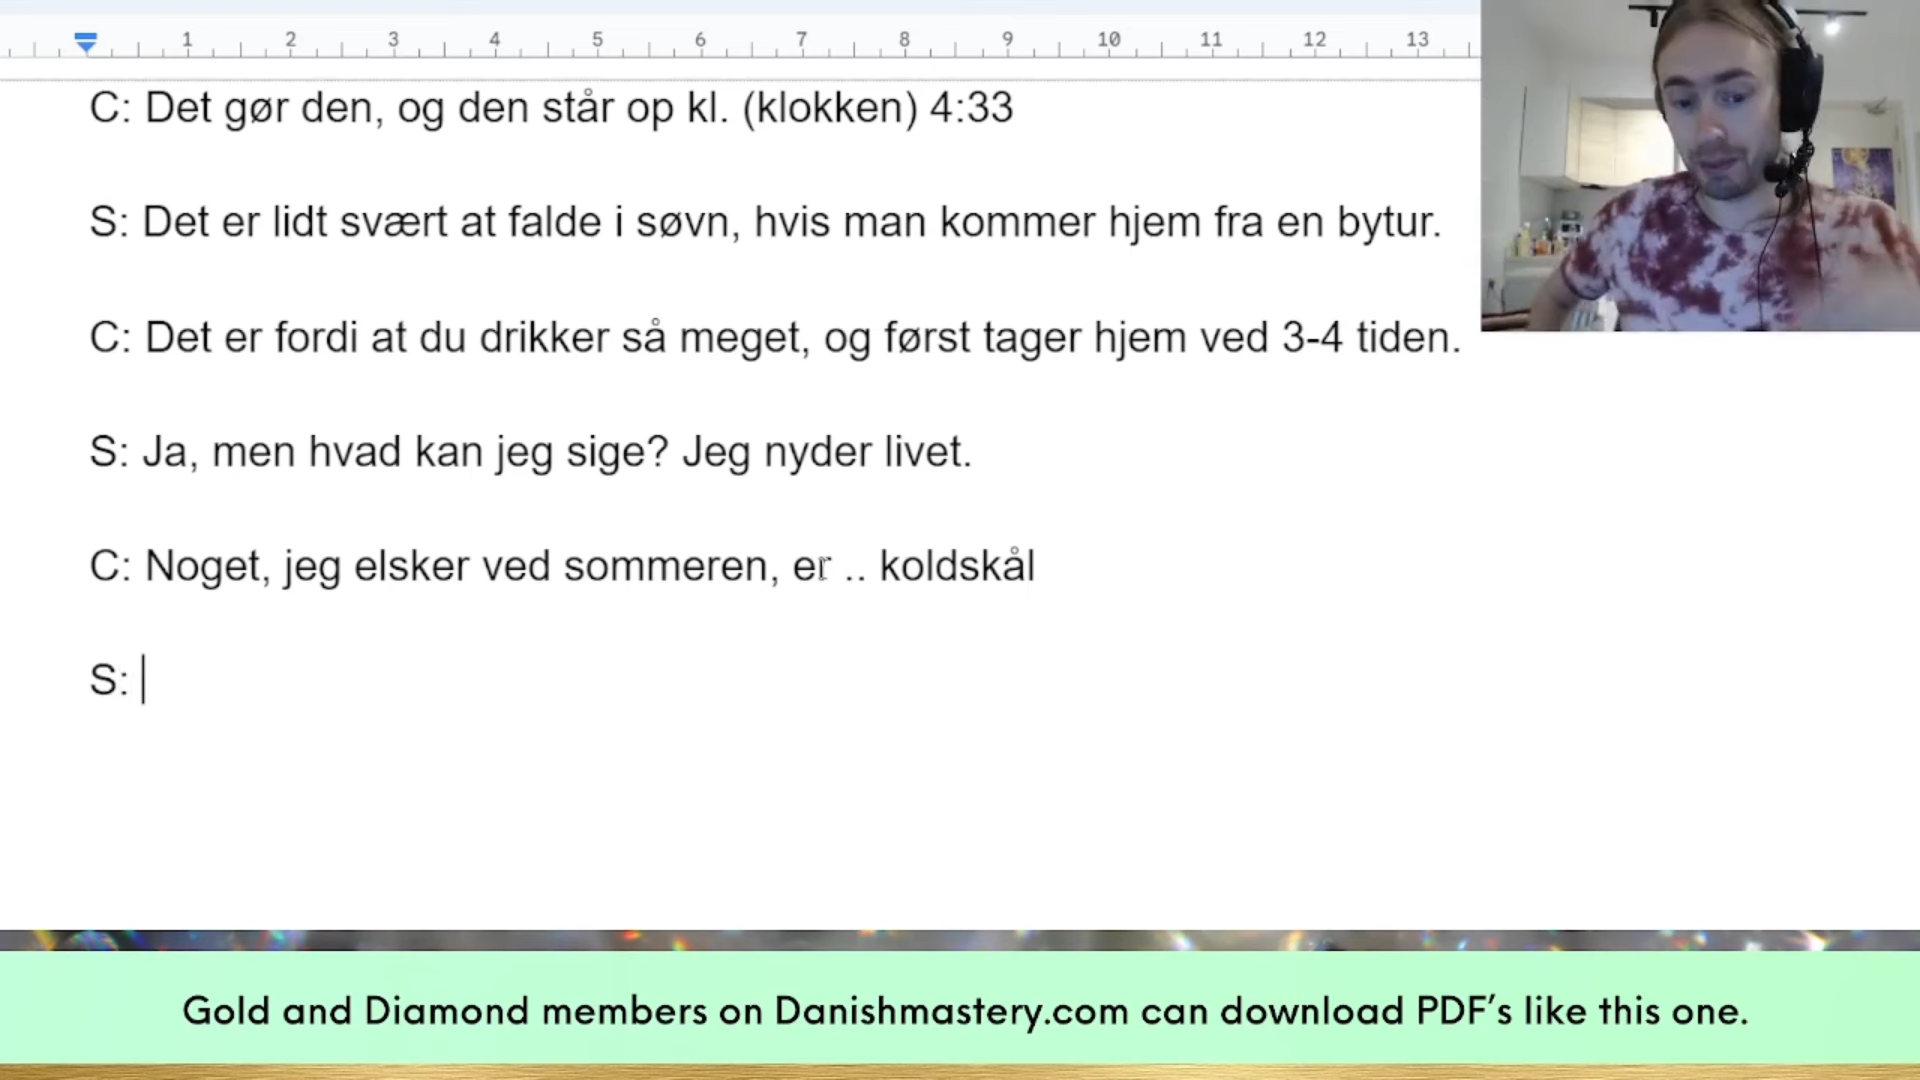 1 2 3 4 5 6 7 8 9 10 11 12 13
C: Det gør den, og den står op kl. (klokken) 4:33
S: Det er lidt svært at falde i søvn, hvis man kommer hjem fra en bytur.
C: Det er fordi at du drikker så meget, og først tager hjem ved 3-4 tiden.
S: Ja, men hvad kan jeg sige? Jeg nyder livet.
C: Noget, jeg elsker ved sommeren, er .. koldskål
S:
Gold and Diamond members on Danishmastery.com can download PDF’s like this one.